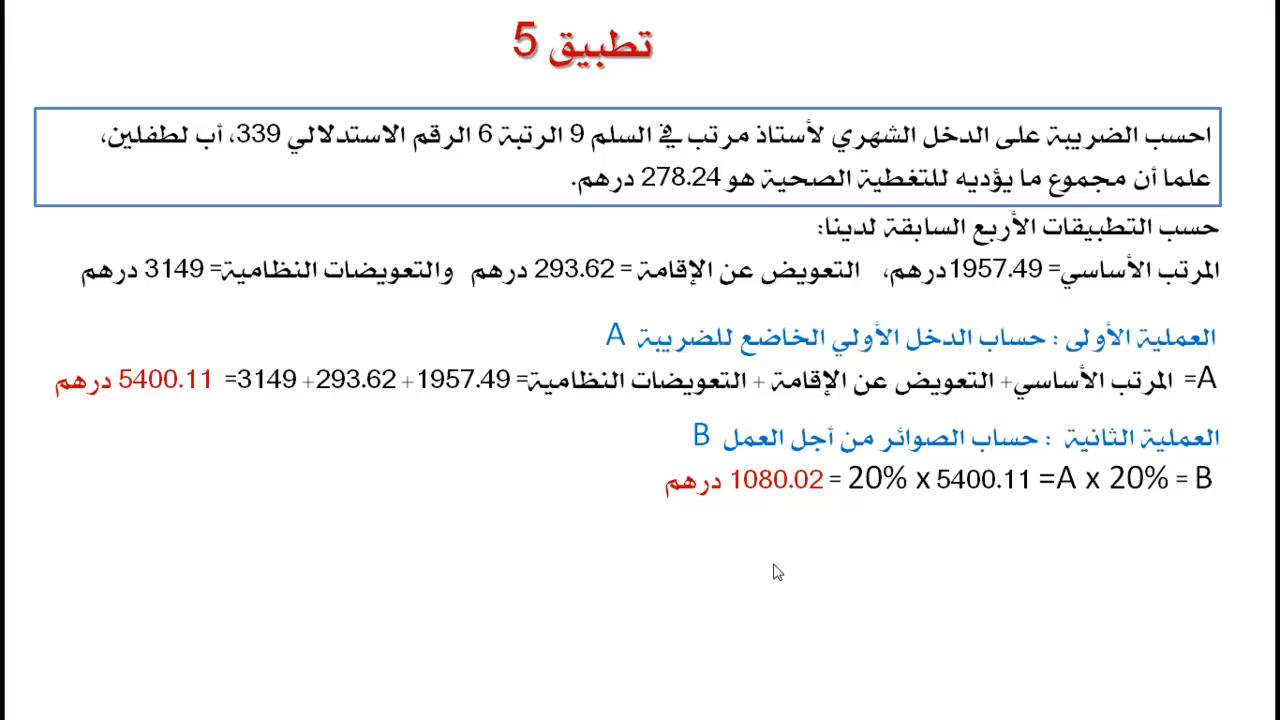 تطبيق 5
احسب الضريبة على الدخل الشهري لأستاذ مرتب في السلم 9 الرتبة 6 الرقم الاستدلالي 339، أب لطفلين،
علما أن مجموع ما يؤديه للتغطية الصحية هو 278.24 درهم.
حسب التطبيقات الأربع السابقة لدينا:
المرتب الأساسي= 1957.49درهم، التعويض عن الإقامة = 293.62 درهم والتعويضات النظامية= 3149 درهم
العملية الأولى : حساب الدخل الأولي الخاضع للضريبة A
A= المرتب الأساسي+ التعويض عن الإقامة + التعويضات النظامية= 1957.49+ 293.62+ 3149= 5400.11 درهم
العملية الثانية : حساب الصوائر من أجل العمل B
B = 20% x A= 5400.11 x 20% = 1080.02 درهم